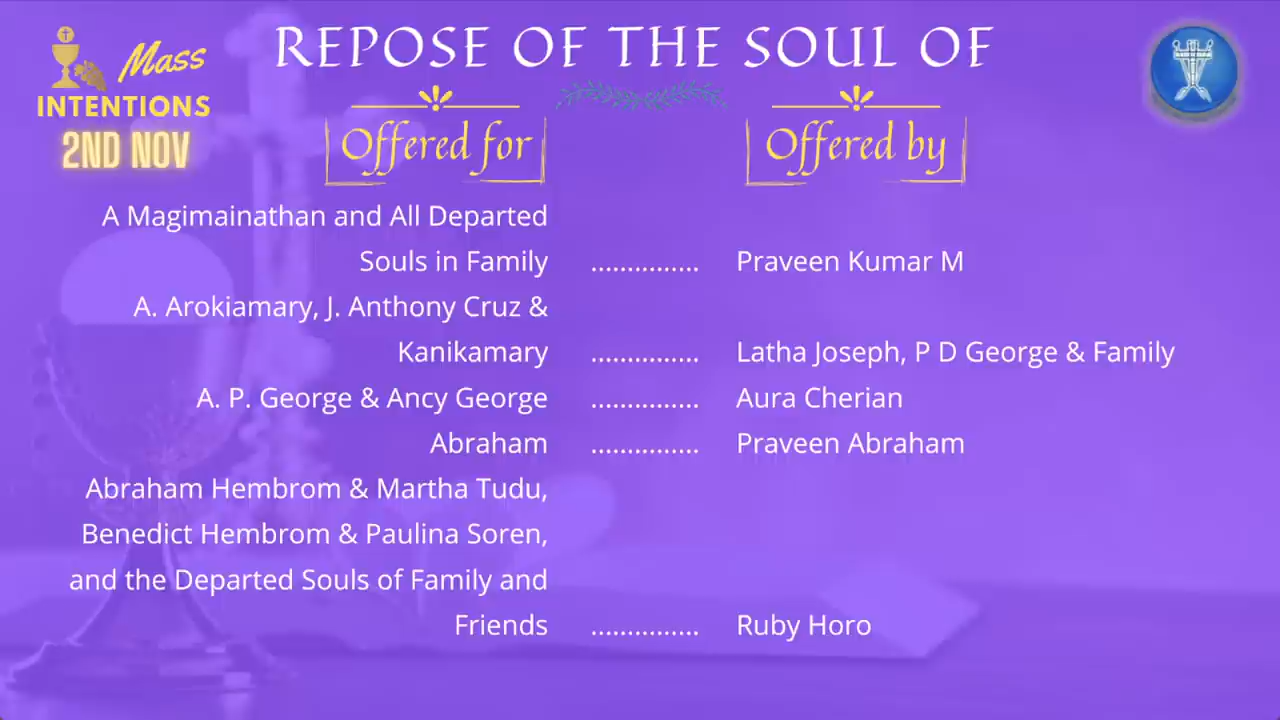 Mass
INTENTIONS
2ND NOV
REPOSE OF THE SOUL OF
Offered for
Offered by
A Magimainathan and All Departed
Souls in Family ............... Praveen Kumar M
A. Arokiamary, J. Anthony Cruz &
Kanikamary ............... Latha Joseph, P D George & Family
A. P. George & Ancy George ............... Aura Cherian
Abraham ............... Praveen Abraham
Abraham Hembrom & Martha Tudu,
Benedict Hembrom & Paulina Soren,
and the Departed Souls of Family and
Friends ............... Ruby Horo